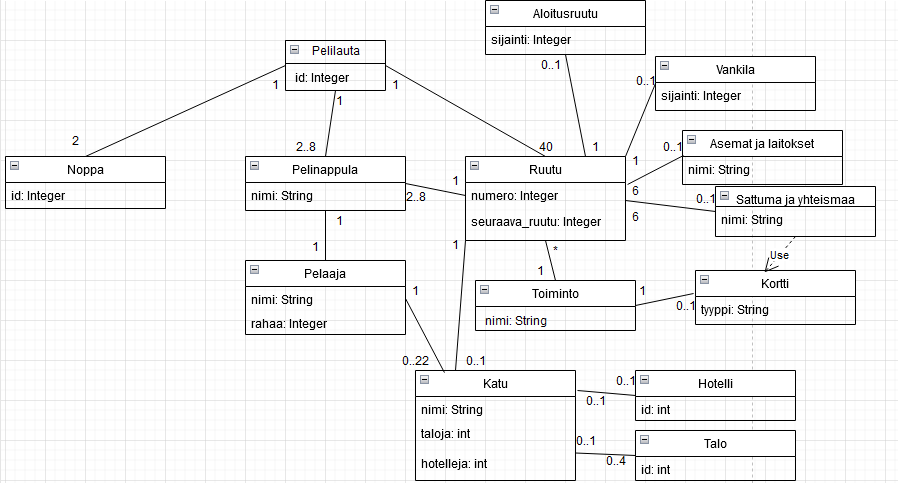 Aloitusruutu
sijainti: Integer
0..1
Pelilauta
id: Integer
1
1
1
Vankila
sijainti: Integer
0..1
2
2..8
40
1
1
0..1
Asemat ja laitokset
nimi: String
Noppa
id: Integer
Pelinappula
nimi: String
1
2..8
Ruutu
numero: Integer
seuraava_ruutu: Integer
6
6
0..1
Sattuma ja yhteismaa
nimi: String
1
1
1
*
1
Use
Pelaaja
nimi: String
rahaa: Integer
1
Toiminto
nimi: String
1
0..1
Kortti
tyyppi: String
0..22
0..1
Katu
nimi: String
taloja: int
hotelleja: int
0..1
0..1
Hotelli
id: int
0..1
0..4
Talo
id: int